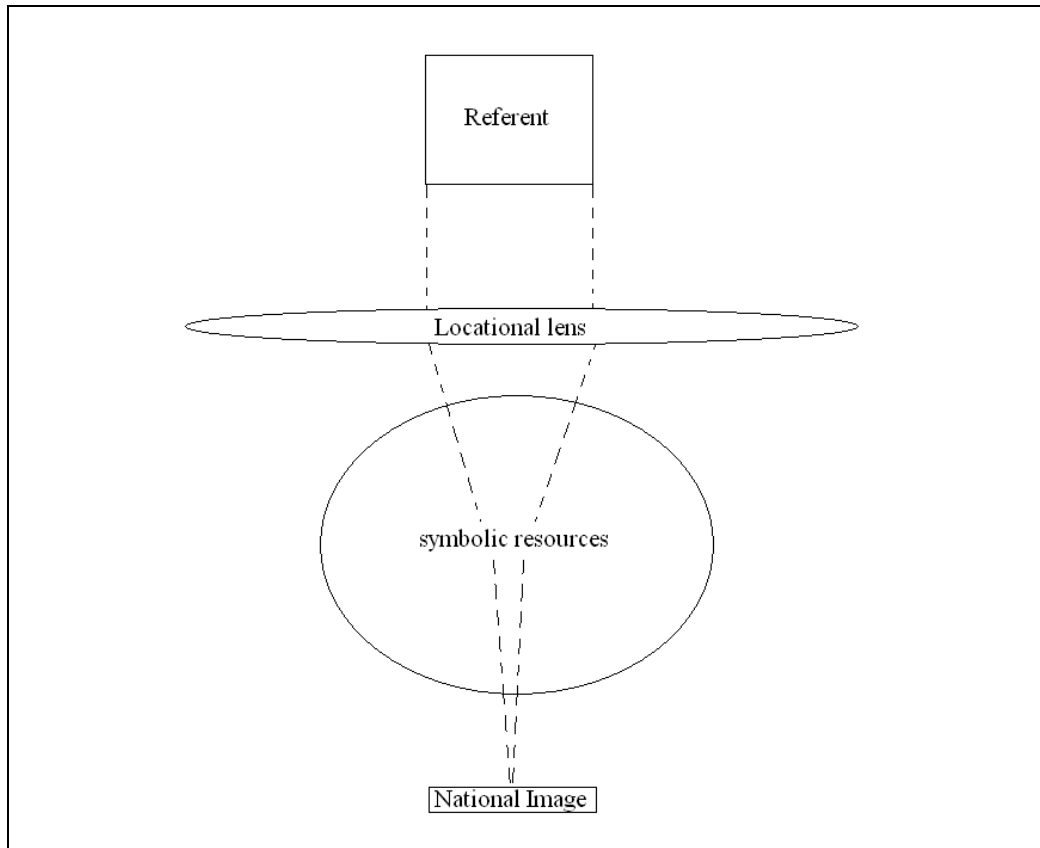 Referent
Locational lens
symbolic resources
National Image